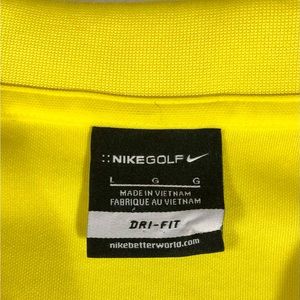 ::NIKEGOLF
L G G
MADE IN VIETNAM
FABRIQUE AU VIETNAM
DRI-FIT
nikebetterworld.com